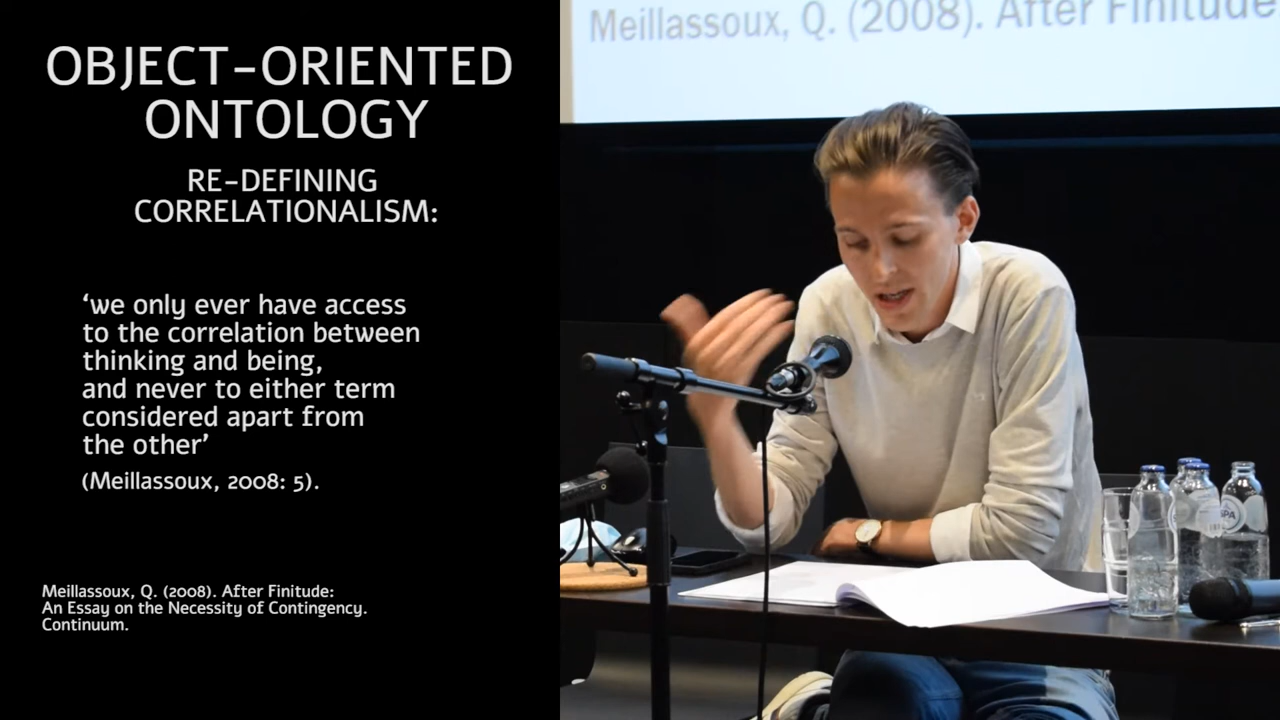 OBJECT-ORIENTED
ONTOLOGY
RE-DEFINING
CORRELATIONALISM:
‘we only ever have access
to the correlation between
thinking and being,
and never to either term
considered apart from
the other’
(Meillassoux, 2008: 5).
Meillassoux, Q. (2008). After Finitude:
An Essay on the Necessity of Contingency.
Continuum.
Meillassoux, Q. (2008). After Finitude
SPA